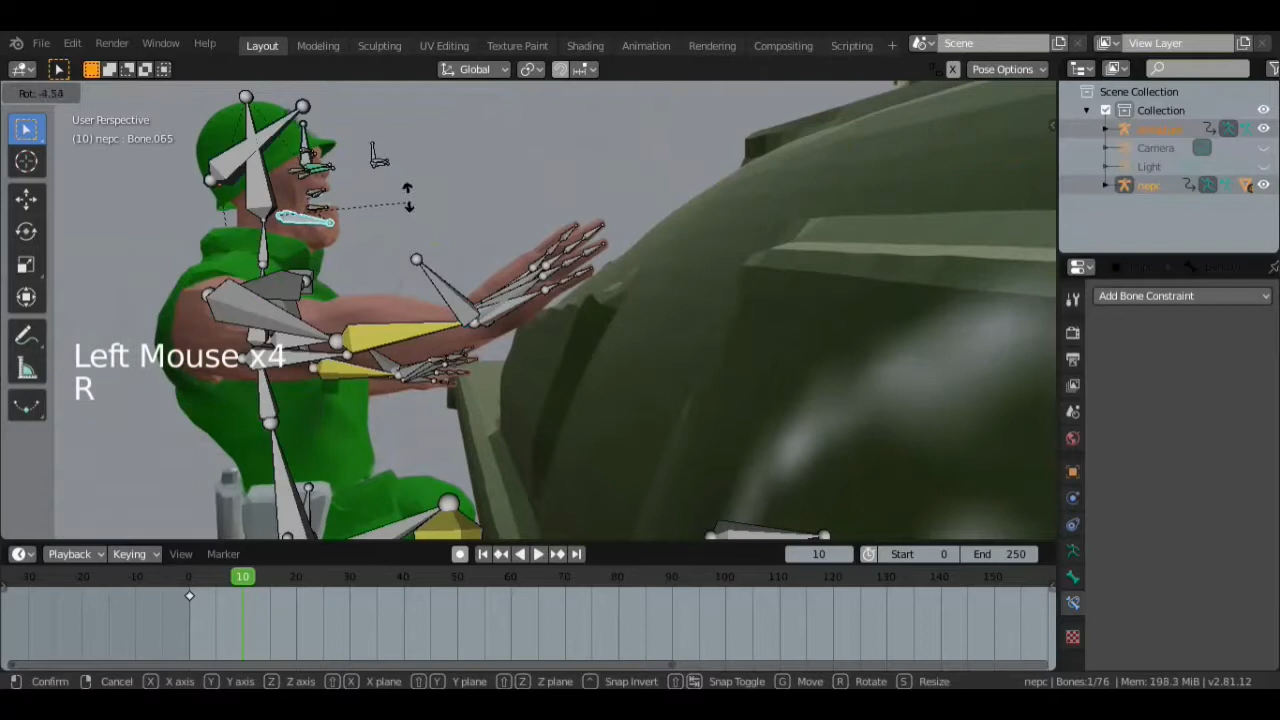 File Edit Render Window Help Layout Modeling Sculpting UV Editing Texture Paint Shading Animation Rendering Compositing Scripting + Scene View Layer
Global X Pose Options
Rot: -4.54
User Perspective
(10) nepc : Bone.065
Scene Collection
Collection
Camera
Light
nepc
Add Bone Constraint
Left Mouse x4
R
Playback Keying View Marker 10 Start 0 End 250
-30 -20 -10 0 10 20 30 40 50 60 70 80 90 100 110 120 130 140 150
Confirm Cancel X X axis Y Y axis Z Z axis X X plane Y Y plane Z Z plane Snap Invert Snap Toggle G Move R Rotate S Resize nepc | Bones:1/76 | Mem: 198.3 MiB | v2.81.12